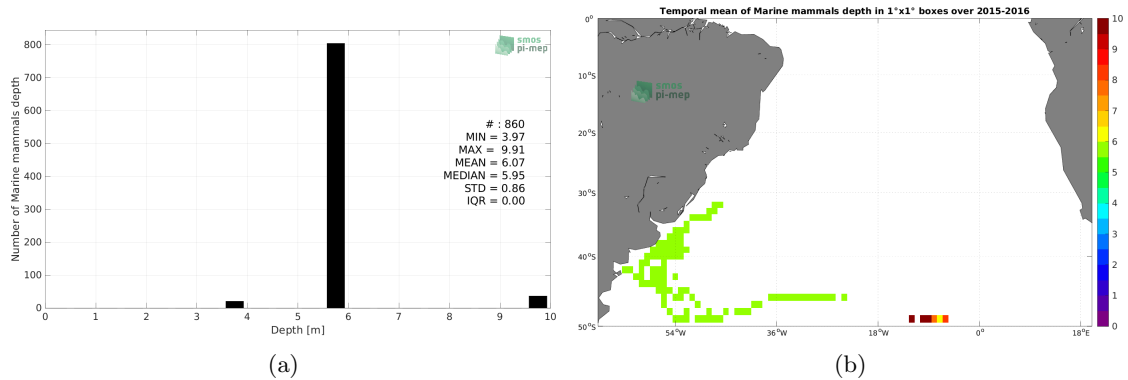 800
700
600
500
400
300
200
100
0
Number of Marine mammals depth
smos
pi-mep
# : 860
MIN = 3.97
MAX = 9.91
MEAN = 6.07
MEDIAN = 5.95
STD = 0.86
IQR = 0.00
0 1 2 3 4 5 6 7 8 9 10
Depth [m]
(a)
Temporal mean of Marine mammals depth in 1°x1° boxes over 2015-2016
0°
10°S
20°S
30°S
40°S
50°S
smos
pi-mep
54°W 36°W 18°W 0° 18°E
10
9
8
7
6
5
4
3
2
1
0
(b)